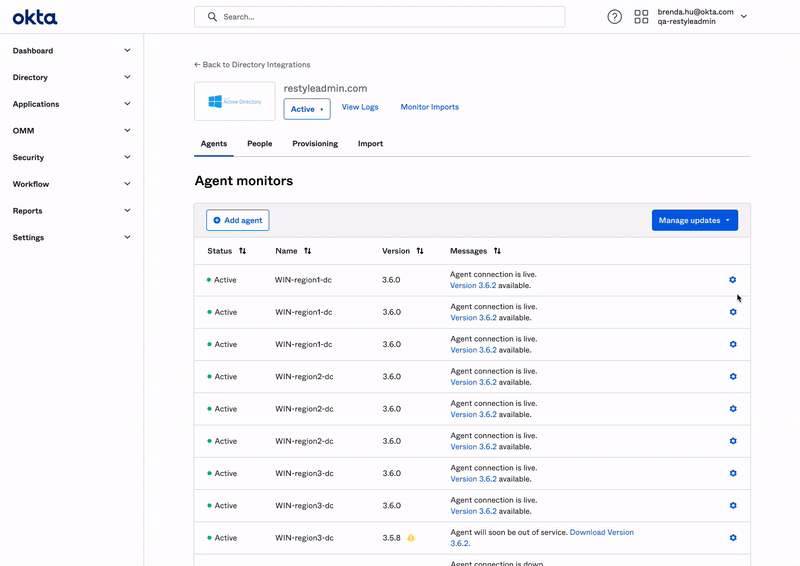 okta
Search...
?
brenda.hu@okta.com
qa-restyleadmin
Dashboard
Directory
Applications
OMM
Security
Workflow
Reports
Settings
← Back to Directory Integrations
Active Directory
restyleadmin.com
Active
View Logs
Monitor Imports
Agents People Provisioning Import
Agent monitors
Add agent
Manage updates
Status Name Version Messages
Active WIN-region1-dc 3.6.0 Agent connection is live.
Version 3.6.2 available.
Active WIN-region1-dc 3.6.0 Agent connection is live.
Version 3.6.2 available.
Active WIN-region1-dc 3.6.0 Agent connection is live.
Version 3.6.2 available.
Active WIN-region2-dc 3.6.0 Agent connection is live.
Version 3.6.2 available.
Active WIN-region2-dc 3.6.0 Agent connection is live.
Version 3.6.2 available.
Active WIN-region2-dc 3.6.0 Agent connection is live.
Version 3.6.2 available.
Active WIN-region3-dc 3.6.0 Agent connection is live.
Version 3.6.2 available.
Active WIN-region3-dc 3.6.0 Agent connection is live.
Version 3.6.2 available.
Active WIN-region3-dc 3.5.8 Agent will soon be out of service. Download Version
3.6.2.
Agent connection is down.